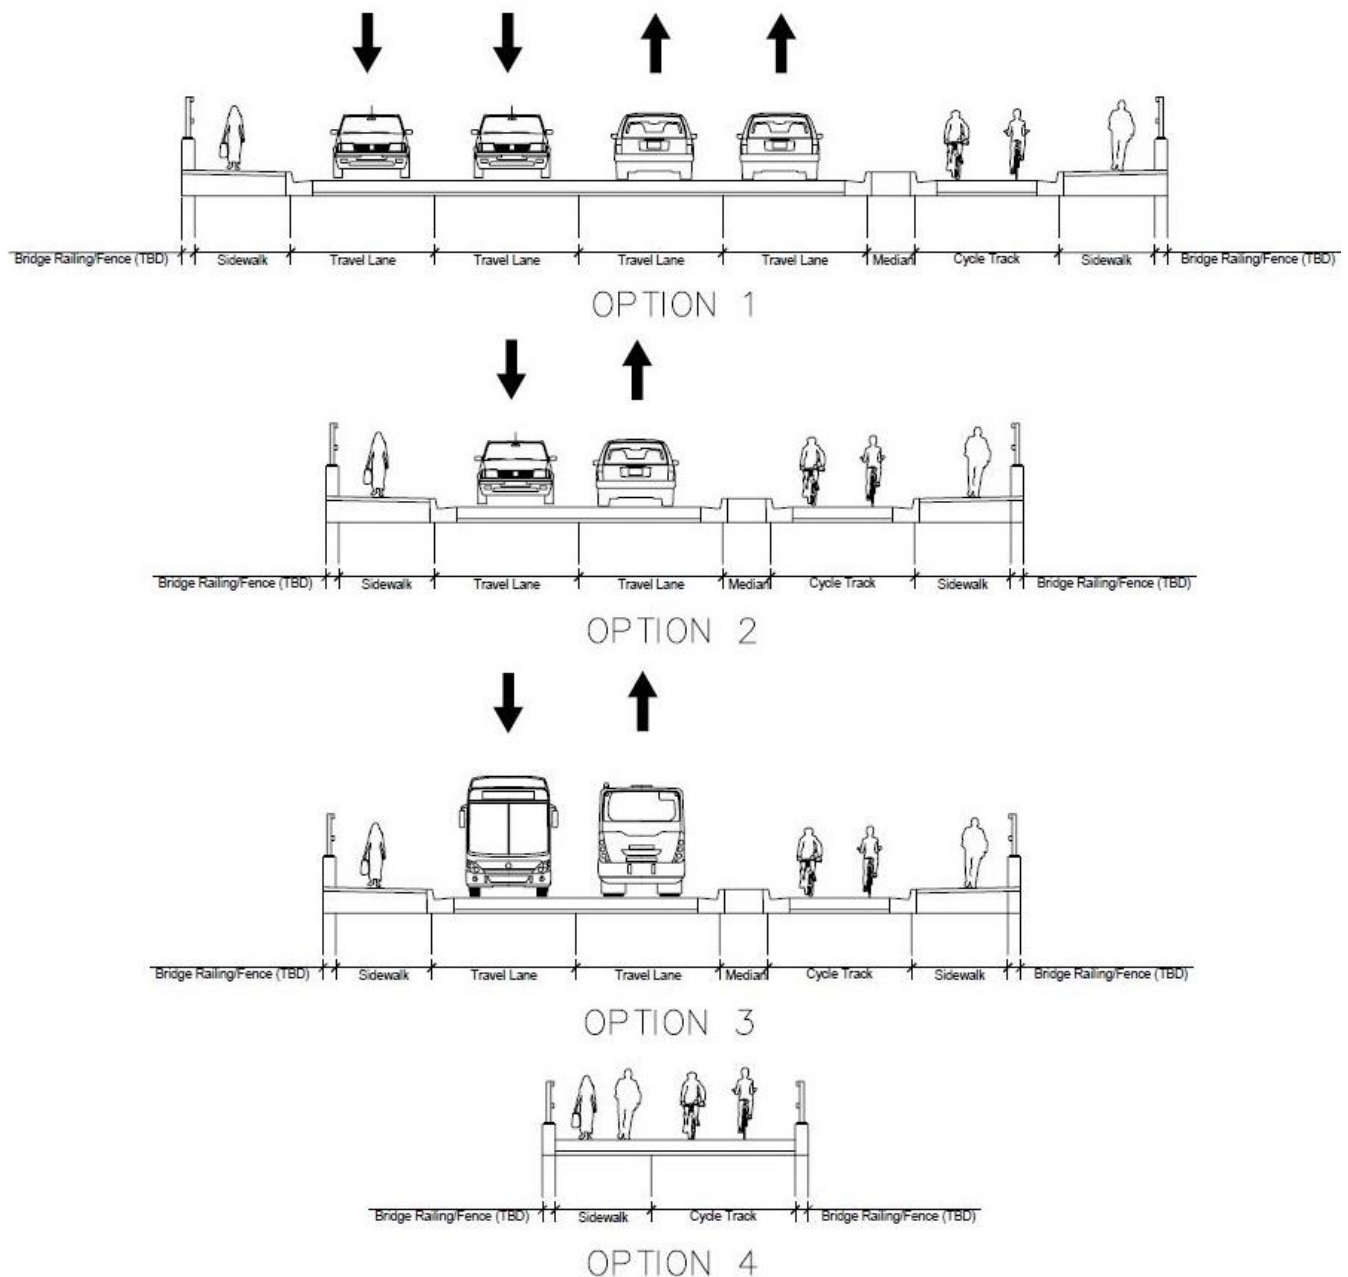 Bridge Railing/Fence (TBD) Sidewalk Travel Lane Travel Lane Travel Lane Travel Lane Median Cycle Track Sidewalk Bridge Railing/Fence (TBD)
OPTION 1
Bridge Railing/Fence (TBD) Sidewalk Travel Lane Travel Lane Median Cycle Track Sidewalk Bridge Railing/Fence (TBD)
OPTION 2
Bridge Railing/Fence (TBD) Sidewalk Travel Lane Travel Lane Median Cycle Track Sidewalk Bridge Railing/Fence (TBD)
OPTION 3
Bridge Railing/Fence (TBD) Sidewalk Cycle Track Bridge Railing/Fence (TBD)
OPTION 4